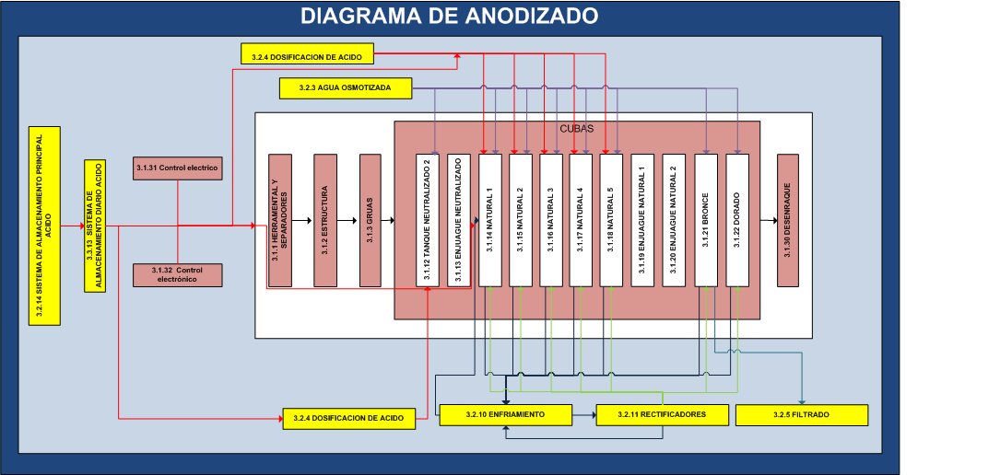 DIAGRAMA DE ANODIZADO
3.2.4 DOSIFICACION DE ACIDO
3.2.3 AGUA OSMOTIZADA
CUBAS
3.2.14 SISTEMA DE ALMACENAMIENTO PRINCIPAL
ACIDO
3.3.13 SISTEMA DE
ALMACENAMIENTO DIARIO ACIDO
3.1.31 Control electrico
3.1.32 Control
electrónico
3.1.1 HERRAMENTAL Y
SEPARADORES
3.1.2 ESTRUCTURA
3.1.3 GRUAS
3.1.12 TANQUE NEUTRALIZADO 2
3.1.13 ENJUAGUE NEUTRALIZADO
3.1.14 NATURAL 1
3.1.15 NATURAL 2
3.1.16 NATURAL 3
3.1.17 NATURAL 4
3.1.18 NATURAL 5
3.1.19 ENJUGUE NATURAL 1
3.1.20 ENJUGUE NATURAL 2
3.1.21 BRONCE
3.1.22 DORADO
3.1.30 DESENRAQUE
3.2.4 DOSIFICACION DE ACIDO
3.2.10 ENFRIAMIENTO
3.2.11 RECTIFICADORES
3.2.5 FILTRADO